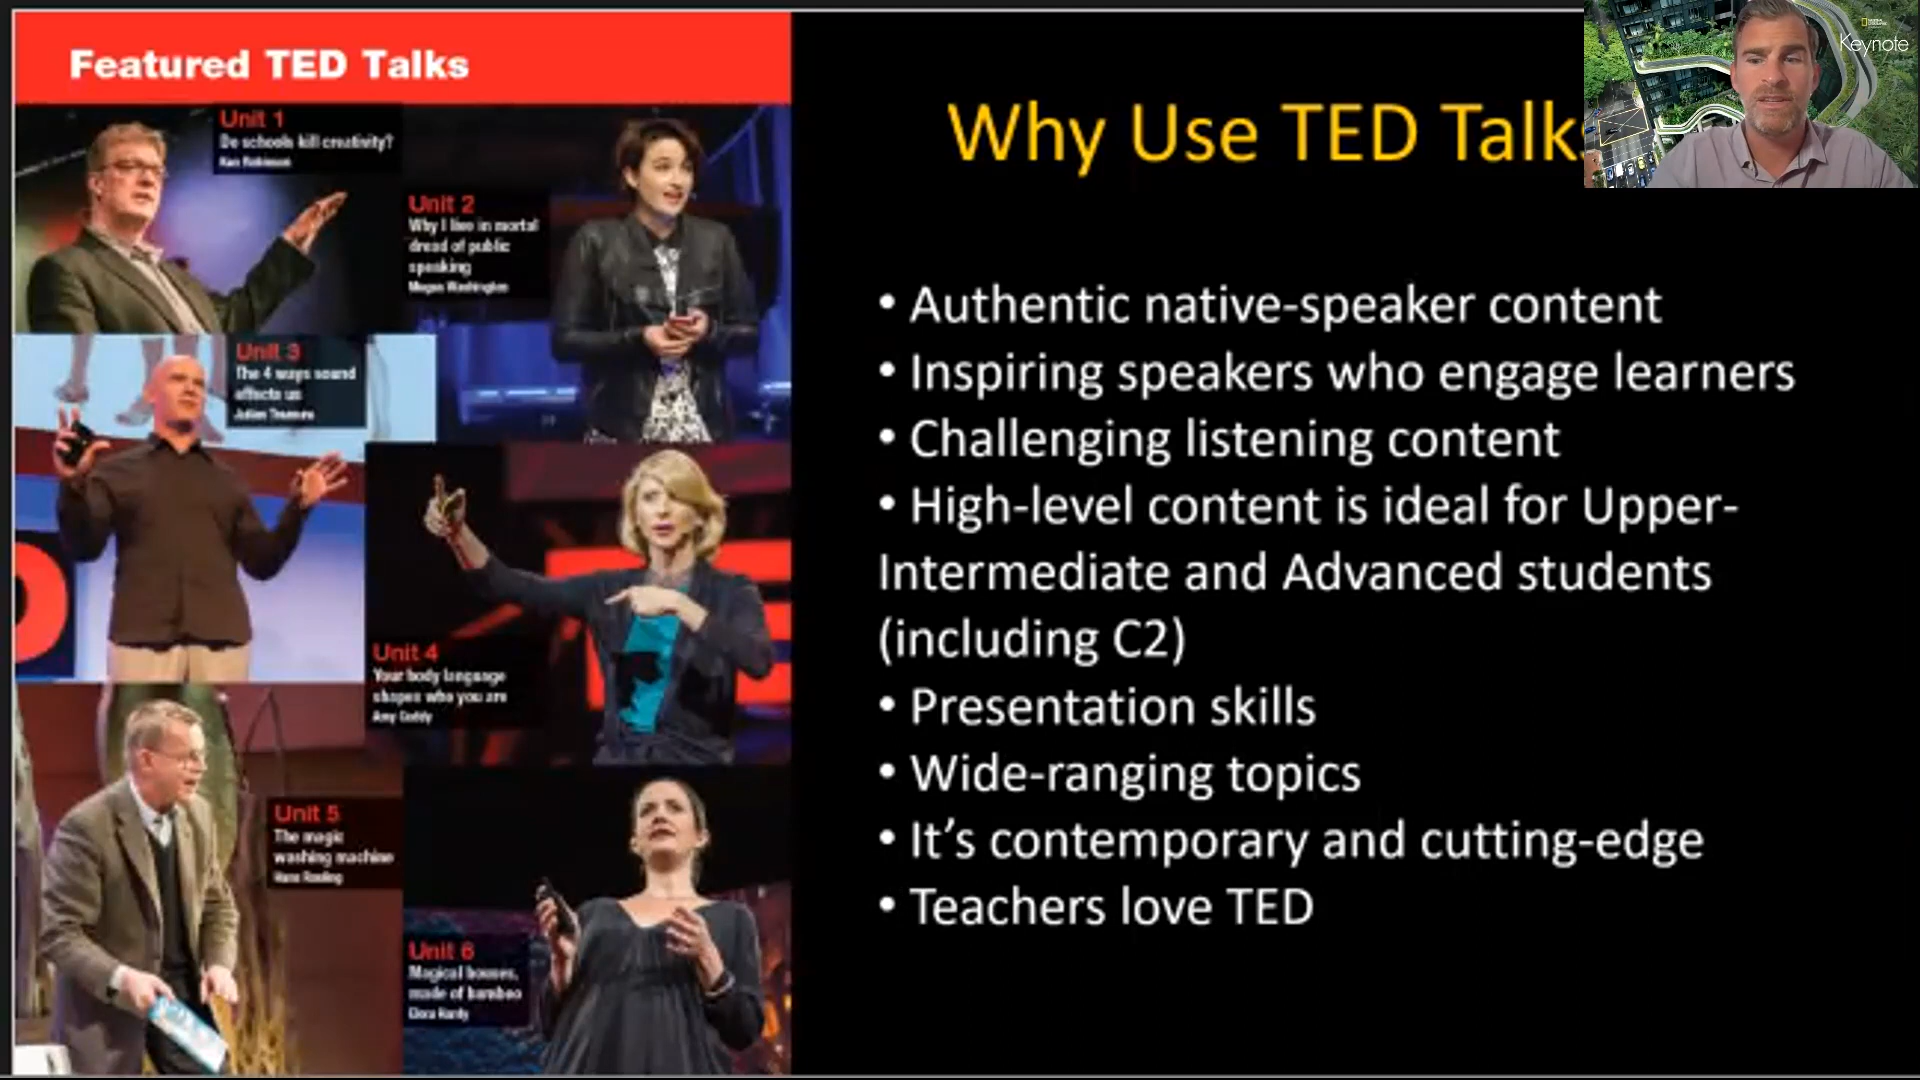 Featured TED Talks
Unit 1
Do schools kill creativity?
Ken Robinson
Unit 2
Why I live in mortal
dread of public
speaking
Megan Washington
Unit 3
The 4 ways sound
affects us
Julian Treasure
Unit 4
Your body language
shapes who you are
Amy Cuddy
Unit 5
The magic
washing machine
Hans Rosling
Unit 6
Magical houses,
made of bamboo
Elora Hardy
Why Use TED Talks
• Authentic native-speaker content
• Inspiring speakers who engage learners
• Challenging listening content
• High-level content is ideal for Upper-
Intermediate and Advanced students
(including C2)
• Presentation skills
• Wide-ranging topics
• It’s contemporary and cutting-edge
• Teachers love TED
Keynote